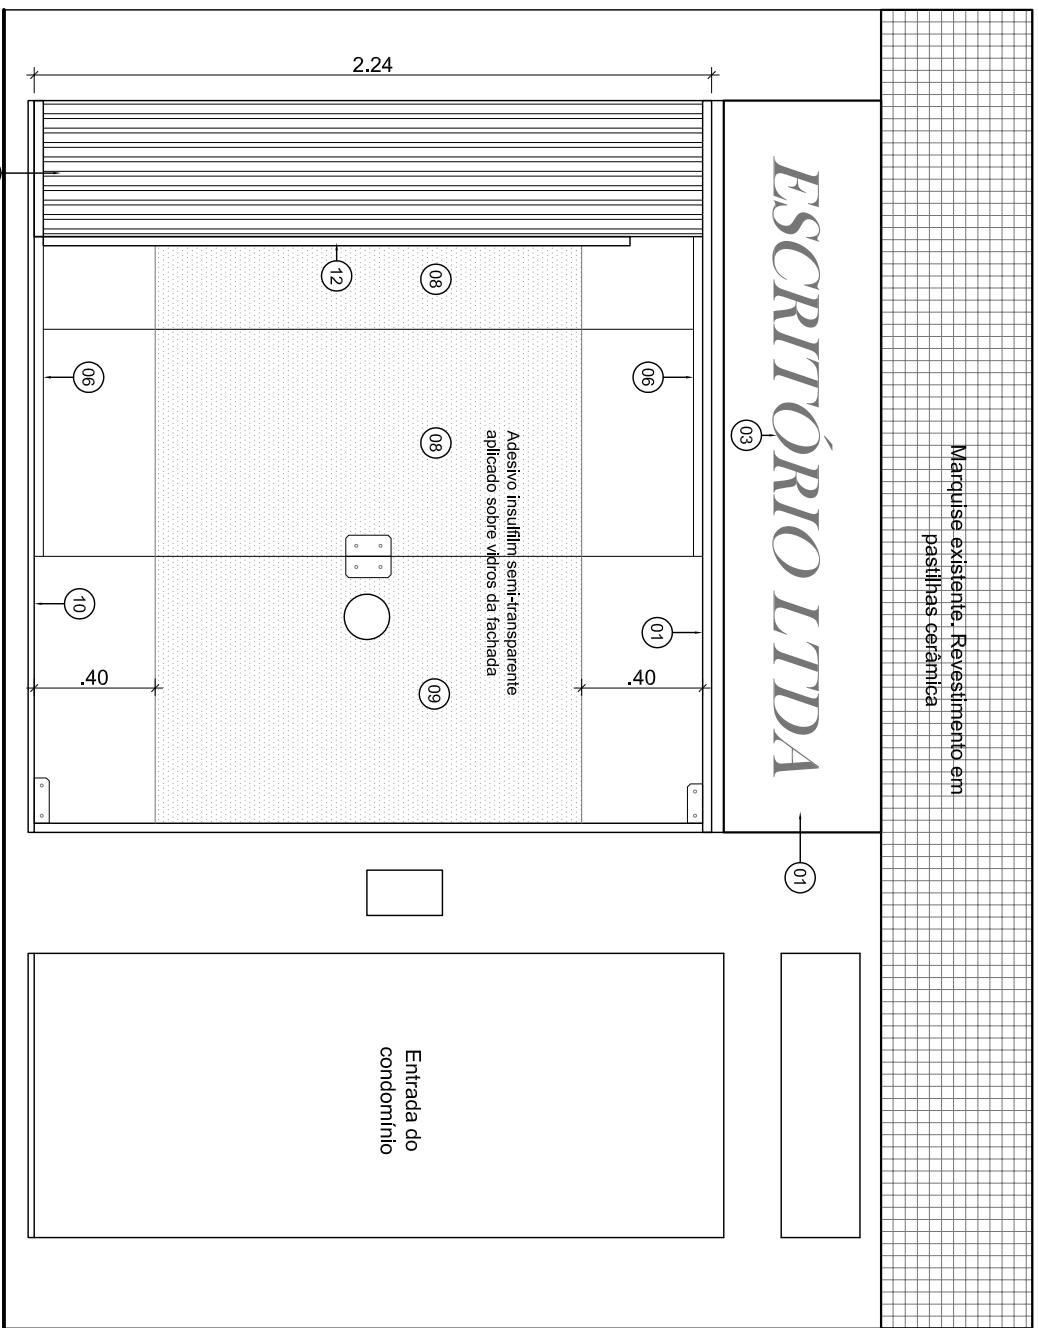 Marquise existente. Revestimento em
pastilhas cerâmica
ESCRITÓRIO LTDA
01
03
2.24
06
01
.40
Adesivo insulfilm semi-transparente
aplicado sobre vidros da fachada
08
08
09
12
Entrada do
condomínio
06
10
.40